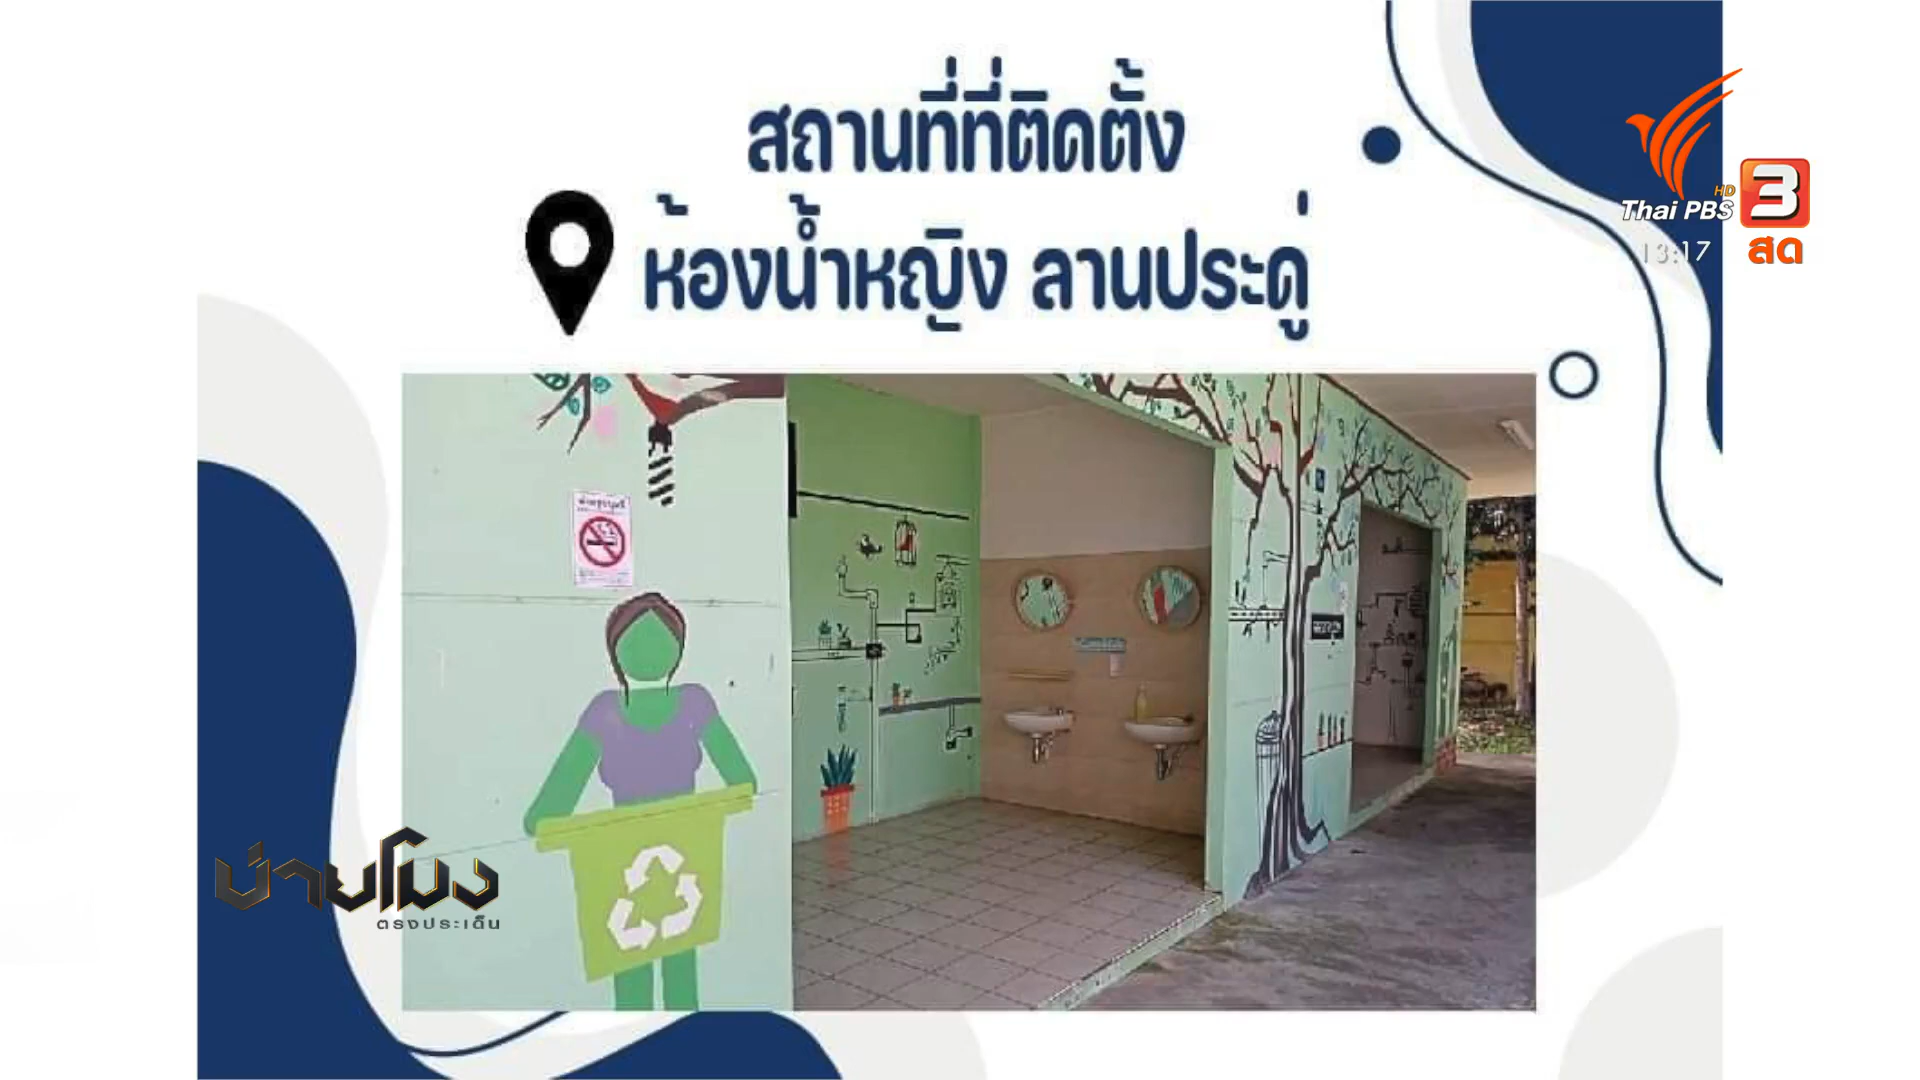 สถานที่ที่ติดตั้ง
ห้องน้ำหญิง ลานประดู่
HD
Thai PBS 3
13:17 สด
บ่ายโมง
ตรงประเด็น